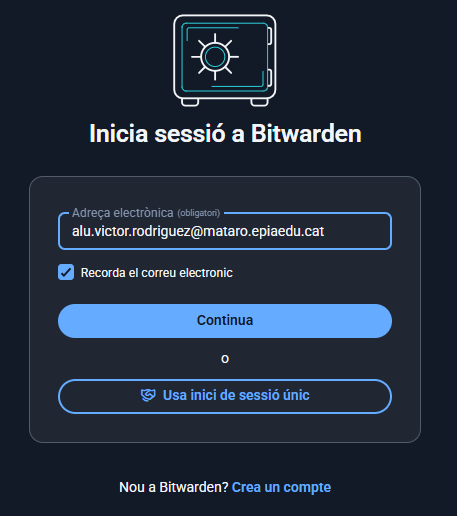 Inicia sessió a Bitwarden
Adreça electrònica (obligatori)
alu.victor.rodriguez@mataro.epiaedu.cat
Recorda el correu electronic
Continua
o
Usa inici de sessió únic
Nou a Bitwarden? Crea un compte